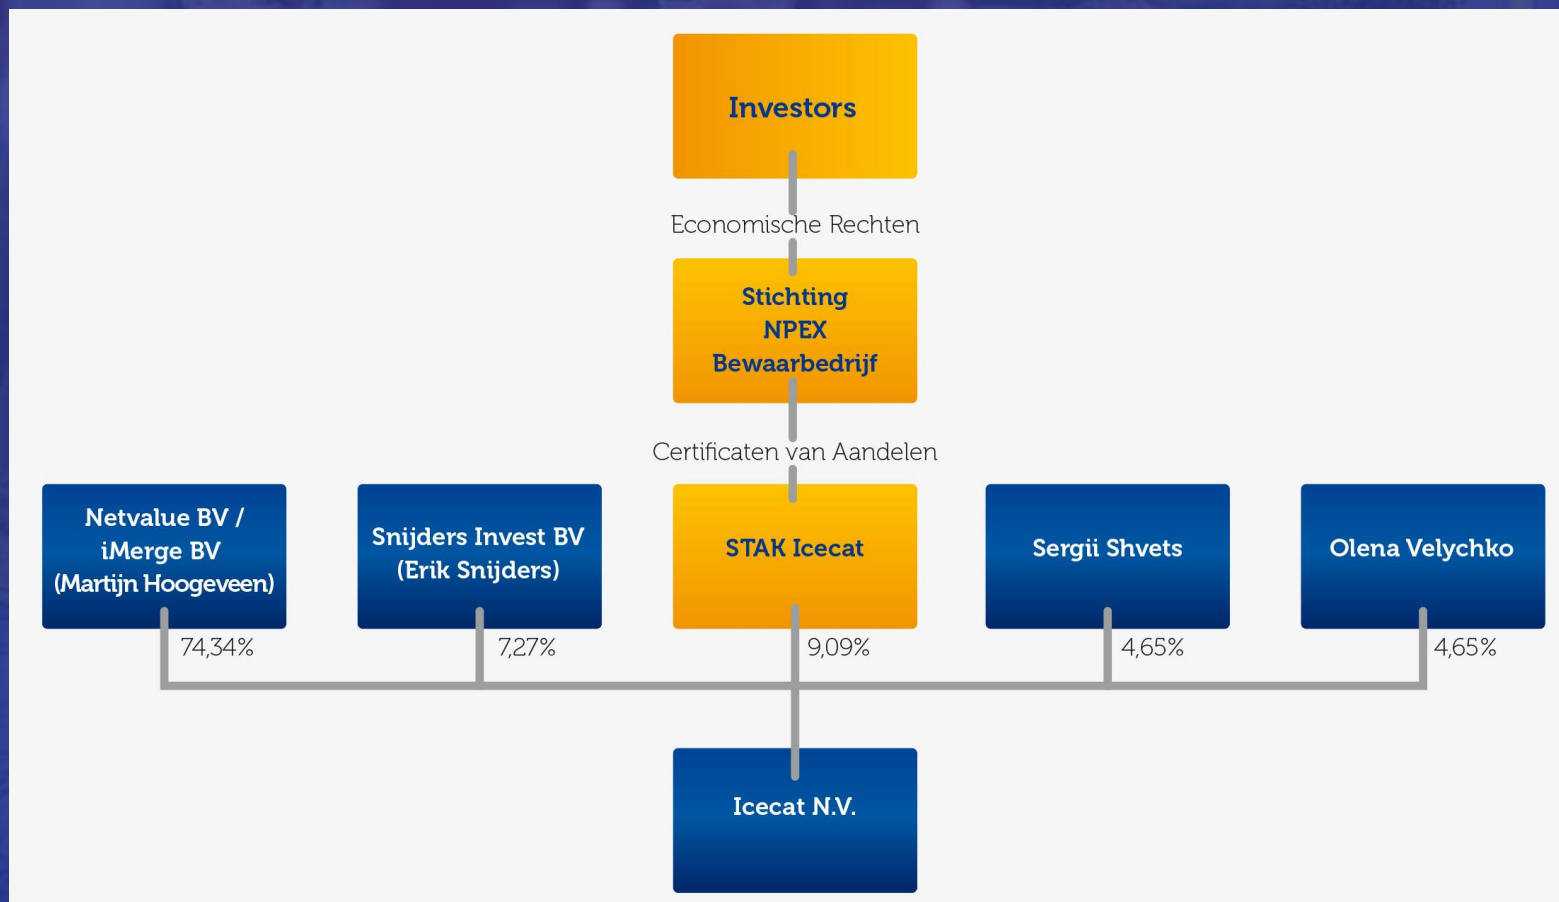 Investors
Economische Rechten
Stichting
NPEX
Bewaarbedrijf
Certificaten van Aandelen
Netvalue BV /
iMerge BV
(Martijn Hoogeveen)
Snijders Invest BV
(Erik Snijders)
STAK Icecat
Sergii Shvets
Olena Velychko
74,34%
7,27%
9,09%
4,65%
4,65%
Icecat N.V.